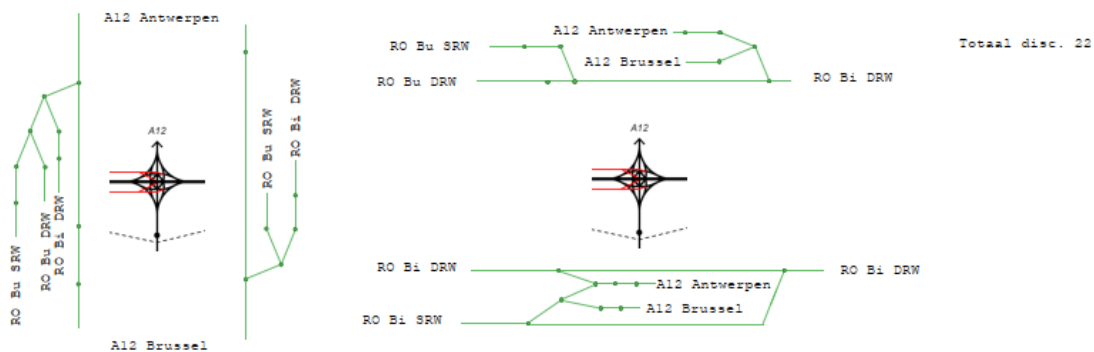 A12 Antwerpen
RO Bu SRW
RO Bu DRW
RO Bi DRW
A12
RO Bu SRW
RO Bi DRW
A12 Brussel
A12 Antwerpen
RO Bu SRW
A12 Brussel
RO Bu DRW
RO Bi DRW
Totaal disc. 22
A12
RO Bi DRW
RO Bi DRW
A12 Antwerpen
A12 Brussel
RO Bi SRW